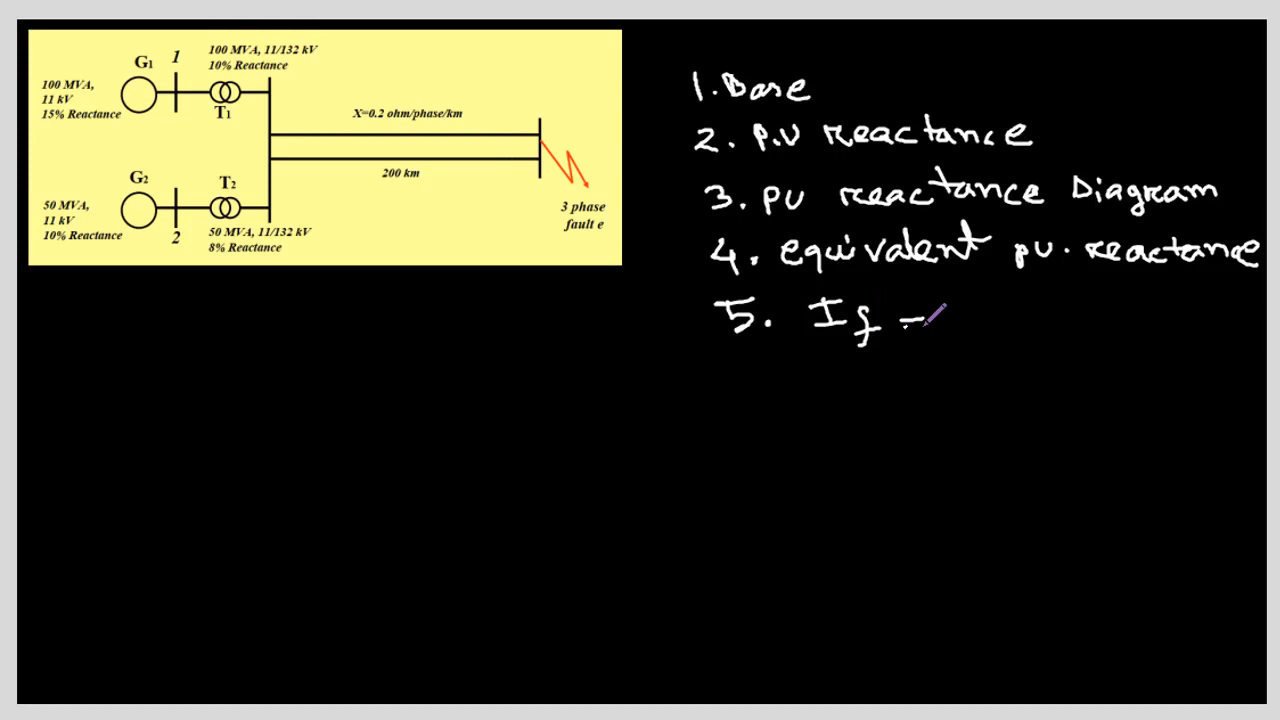 G1 1
100 MVA, 11/132 kV
10% Reactance
100 MVA,
11 kV
15% Reactance
T1
X=0.2 ohm/phase/km
200 km
G2
T2
50 MVA,
11 kV
10% Reactance
2
50 MVA, 11/132 kV
8% Reactance
3 phase
fault e
1. Base
2. P.U reactance
3. PU reactance Diagram
4. equivalent pu. reactance
5. If =